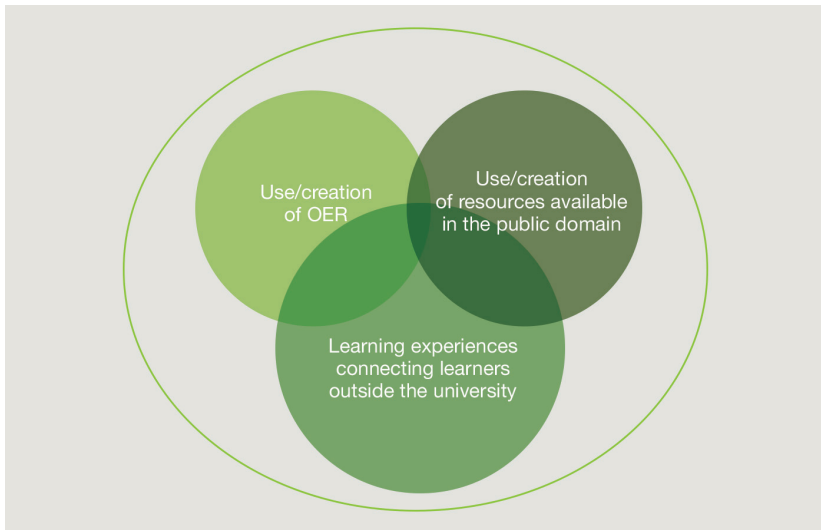 Use/creation
of OER
Use/creation
of resources available
in the public domain
Learning experiences
connecting learners
outside the university